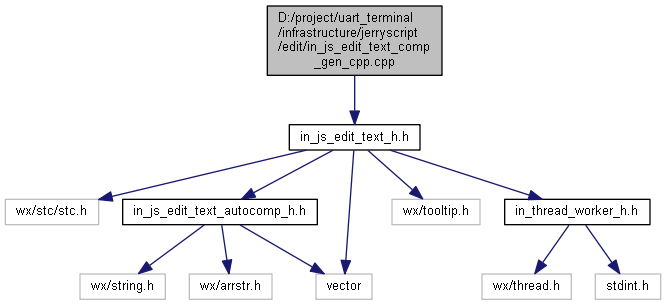 D:/project/uart_terminal
/infrastructure/jerryscript
/edit/in_js_edit_text_comp
_gen_cpp.cpp
in_js_edit_text_h.h
wx/stc/stc.h
in_js_edit_text_autocomp_h.h
wx/tooltip.h
in_thread_worker_h.h
wx/string.h
wx/arrstr.h
vector
wx/thread.h
stdint.h